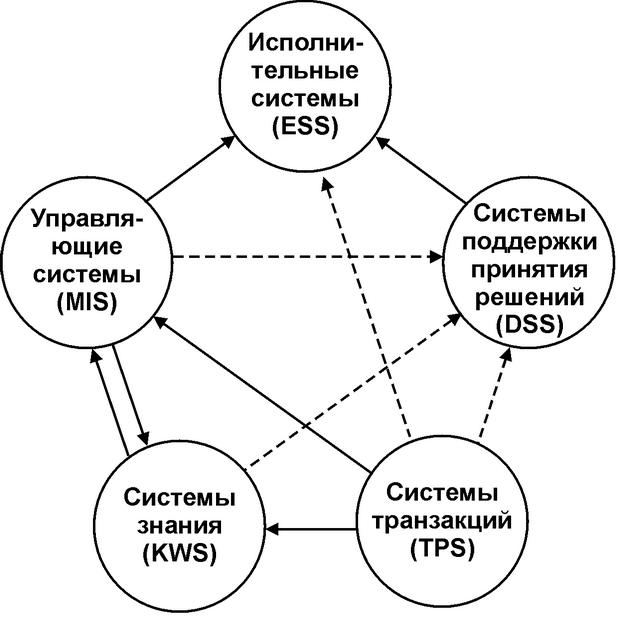 Исполни-
тельные
системы
(ESS)
Управля-
ющие
системы
(MIS)
Системы
поддержки
принятия
решений
(DSS)
Системы
знания
(KWS)
Системы
транзакций
(TPS)